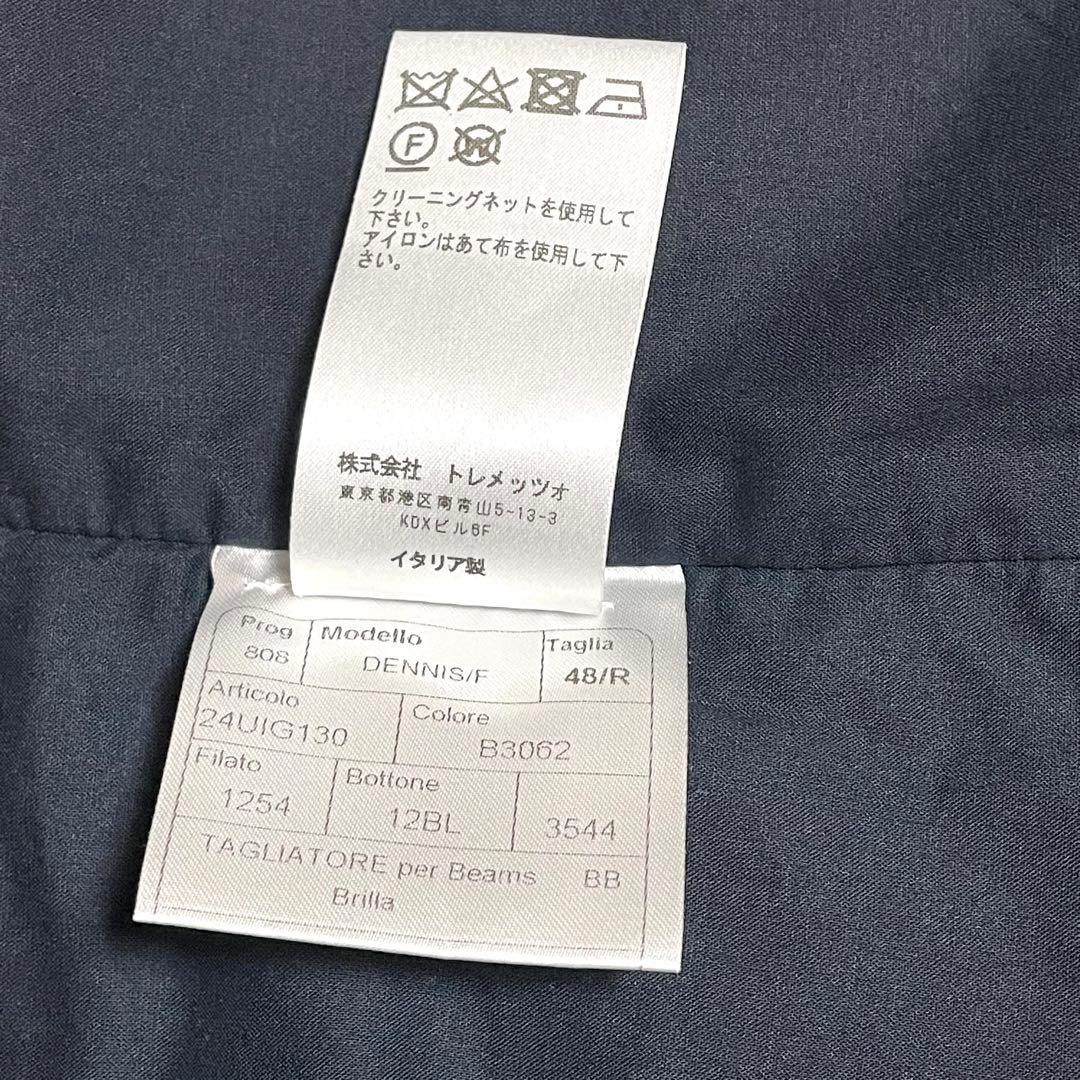 F W
クリーニングネットを使用して
下さい。
アイロンはあて布を使用して下
さい。
株式会社 トレメッツォ
東京都港区南青山5-13-3
KDXビル6F
イタリア製
Prog Modello Taglia
808 DENNIS/F 48/R
Articolo Colore
24UIG130 B3062
Filato Bottone
1254 12BL 3544
TAGLIATORE per Beams BB
Brilla